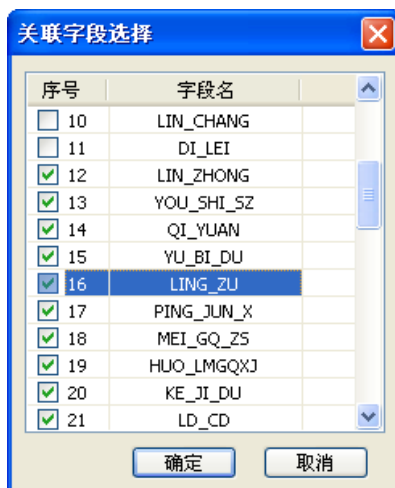 关联字段选择
序号 字段名
10 LIN_CHANG
11 DI_LEI
12 LIN_ZHONG
13 YOU_SHI_SZ
14 QI_YUAN
15 YU_BI_DU
16 LING_ZU
17 PING_JUN_X
18 MEI_GQ_ZS
19 HUO_LMGQXJ
20 KE_JI_DU
21 LD_CD
确定 取消